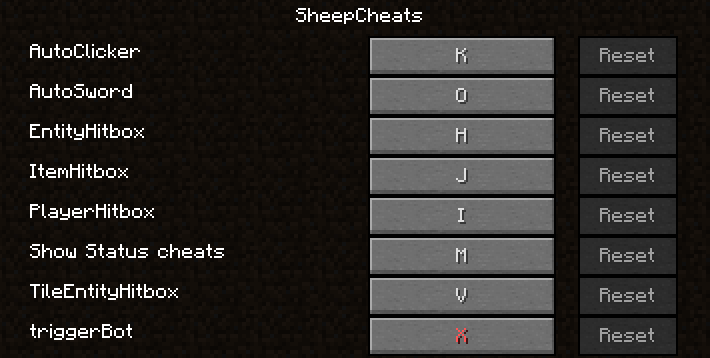 SheepCheats
AutoClicker K Reset
AutoSword O Reset
EntityHitbox H Reset
ItemHitbox J Reset
PlayerHitbox I Reset
Show Status cheats M Reset
TileEntityHitbox V Reset
triggerBot X Reset